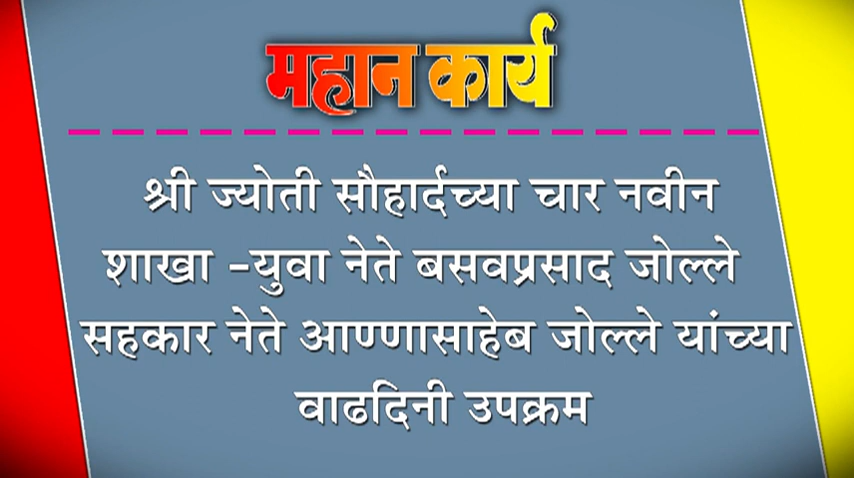 महान कार्य
श्री ज्योती सौहार्दच्या चार नवीन
शाखा -युवा नेते बसवप्रसाद जोल्ले
सहकार नेते आण्णासाहेब जोल्ले यांच्या
वाढदिनी उपक्रम